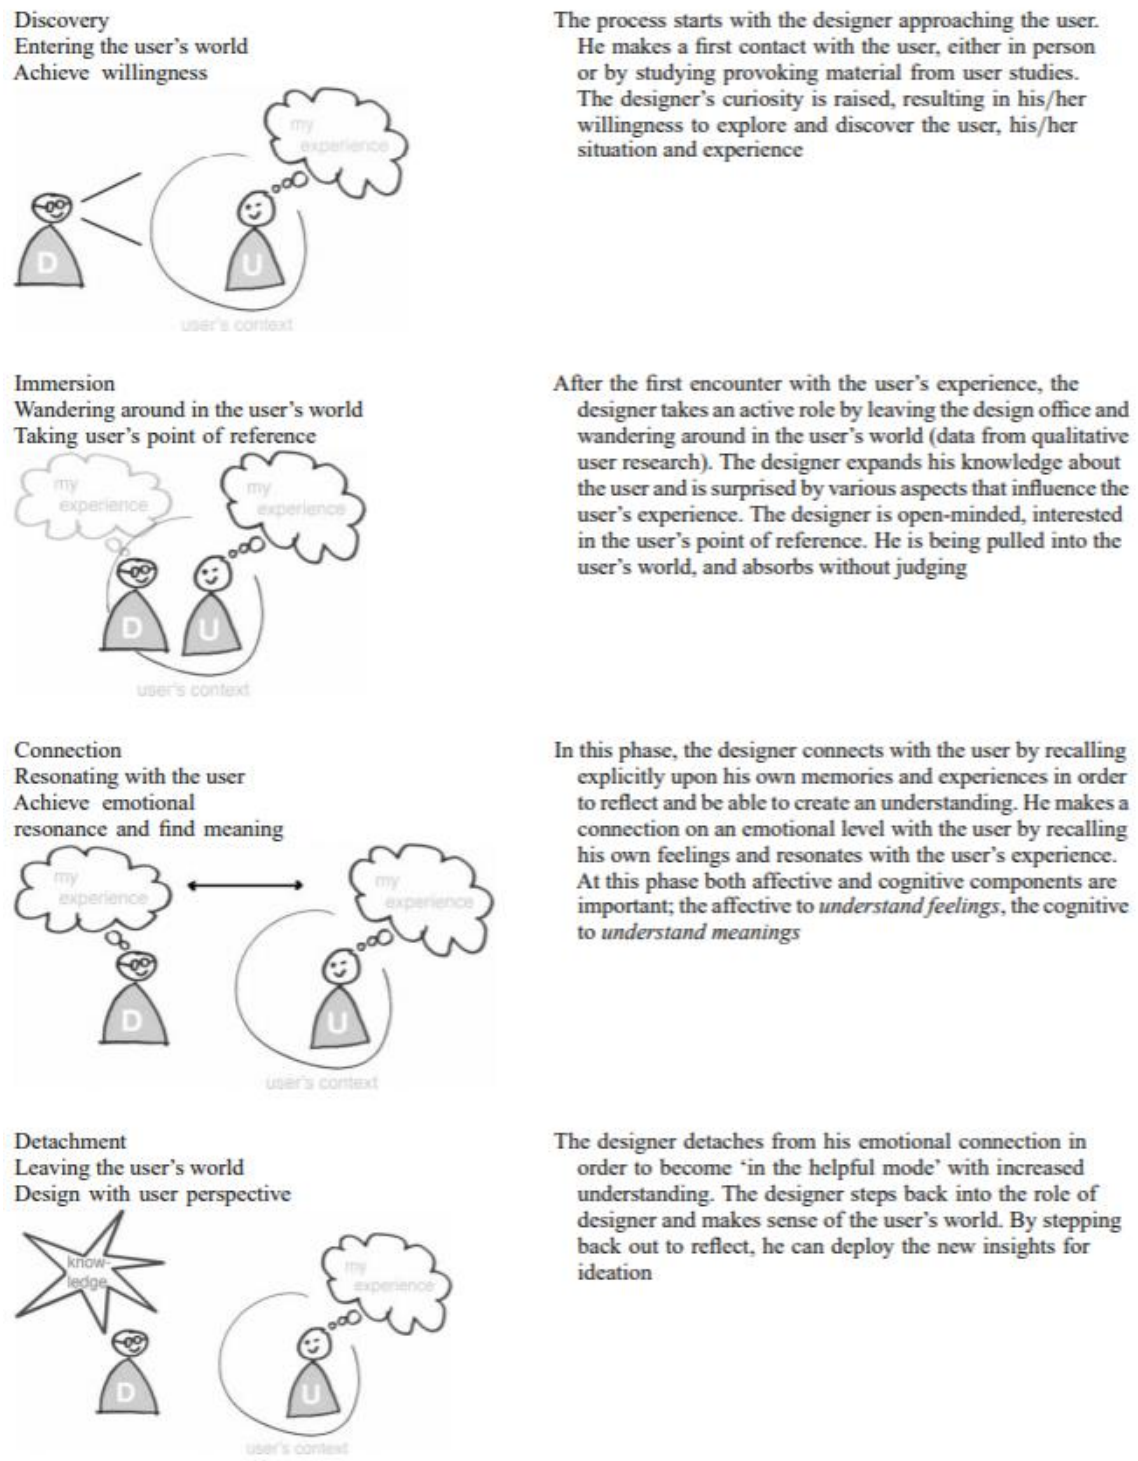 Discovery
Entering the user's world
Achieve willingness
my
experience
D
U
user's context
The process starts with the designer approaching the user.
He makes a first contact with the user, either in person
or by studying provoking material from user studies.
The designer's curiosity is raised, resulting in his/her
willingness to explore and discover the user, his/her
situation and experience
Immersion
Wandering around in the user's world
Taking user's point of reference
my
experience
my
experience
D
U
user's context
After the first encounter with the user's experience, the
designer takes an active role by leaving the design office and
wandering around in the user's world (data from qualitative
user research). The designer expands his knowledge about
the user and is surprised by various aspects that influence the
user's experience. The designer is open-minded, interested
in the user's point of reference. He is being pulled into the
user's world, and absorbs without judging
Connection
Resonating with the user
Achieve emotional
resonance and find meaning
my
experience
my
experience
D
U
user's context
In this phase, the designer connects with the user by recalling
explicitly upon his own memories and experiences in order
to reflect and be able to create an understanding. He makes a
connection on an emotional level with the user by recalling
his own feelings and resonates with the user's experience.
At this phase both affective and cognitive components are
important; the affective to understand feelings, the cognitive
to understand meanings
Detachment
Leaving the user's world
Design with user perspective
know-
ledge
my
experience
D
U
user's context
The designer detaches from his emotional connection in
order to become 'in the helpful mode' with increased
understanding. The designer steps back into the role of
designer and makes sense of the user's world. By stepping
back out to reflect, he can deploy the new insights for
ideation